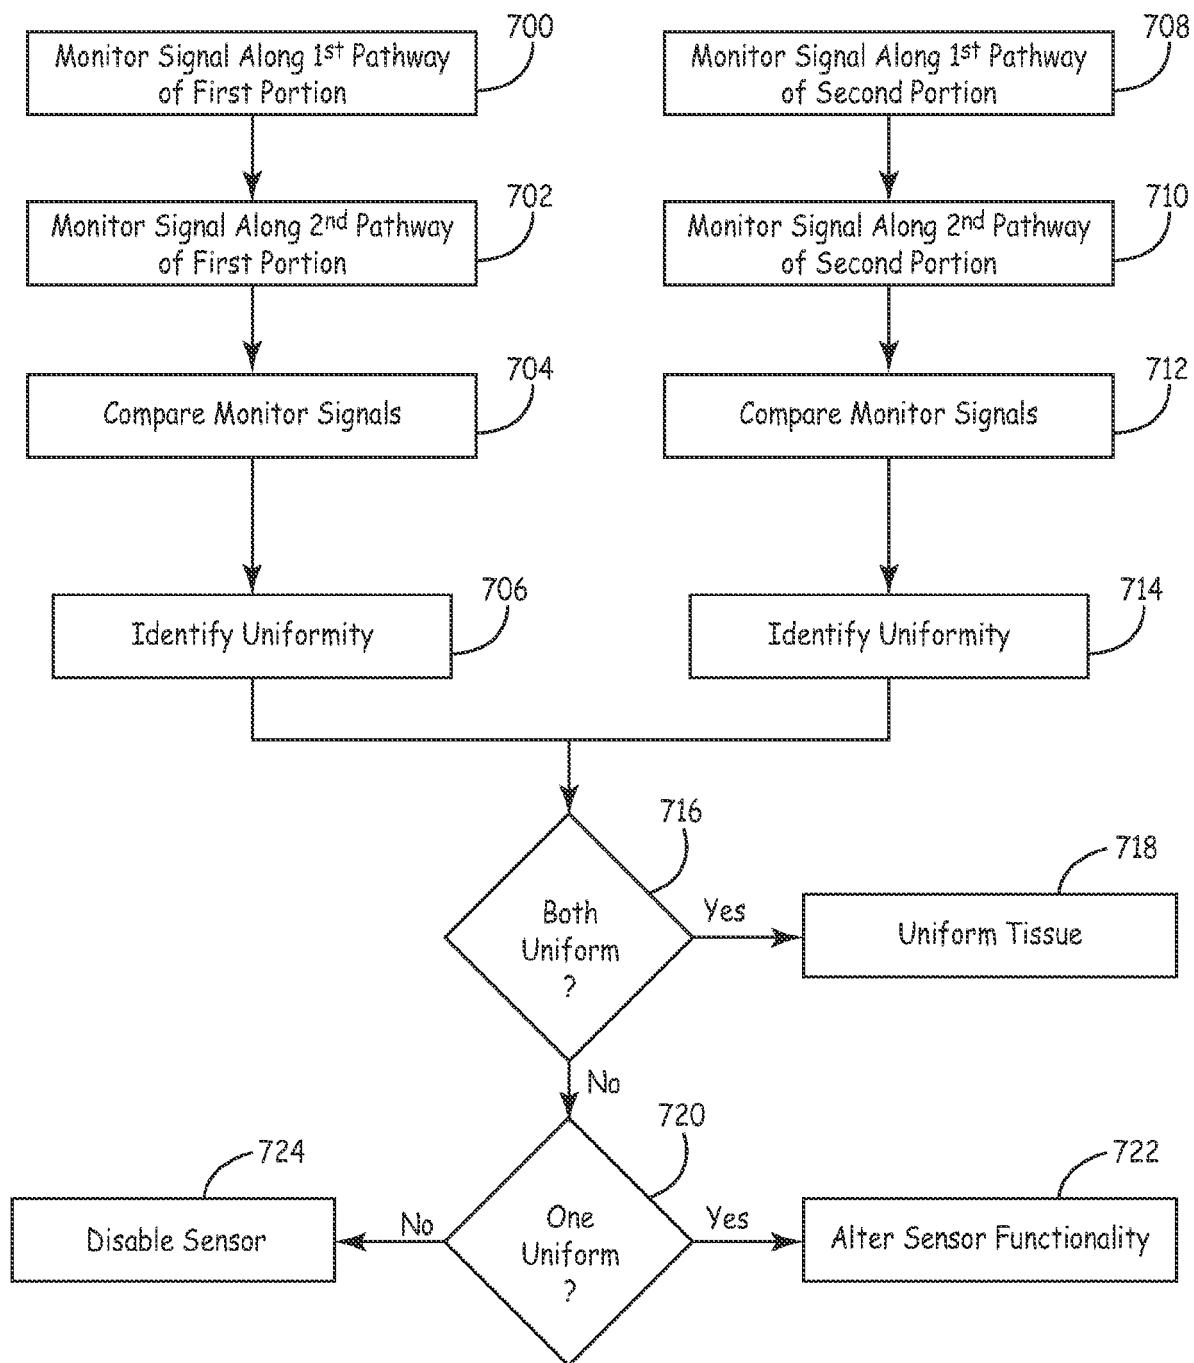 700
Monitor Signal Along 1st Pathway
of First Portion
708
Monitor Signal Along 1st Pathway
of Second Portion
702
Monitor Signal Along 2nd Pathway
of First Portion
710
Monitor Signal Along 2nd Pathway
of Second Portion
704
Compare Monitor Signals
712
Compare Monitor Signals
706
Identify Uniformity
714
Identify Uniformity
716
Both
Uniform
?
Yes
718
Uniform Tissue
No
720
One
Uniform
?
Yes
722
Alter Sensor Functionality
No
724
Disable Sensor